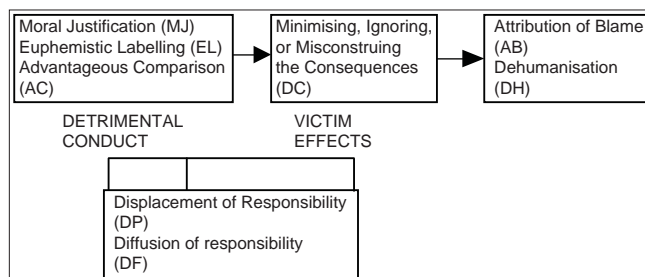 Moral Justification (MJ)
Euphemistic Labelling (EL)
Advantageous Comparison
(AC)
Minimising, Ignoring,
or Misconstruing
the Consequences
(DC)
Attribution of Blame
(AB)
Dehumanisation
(DH)
DETRIMENTAL
CONDUCT
VICTIM
EFFECTS
Displacement of Responsibility
(DP)
Diffusion of responsibility
(DF)